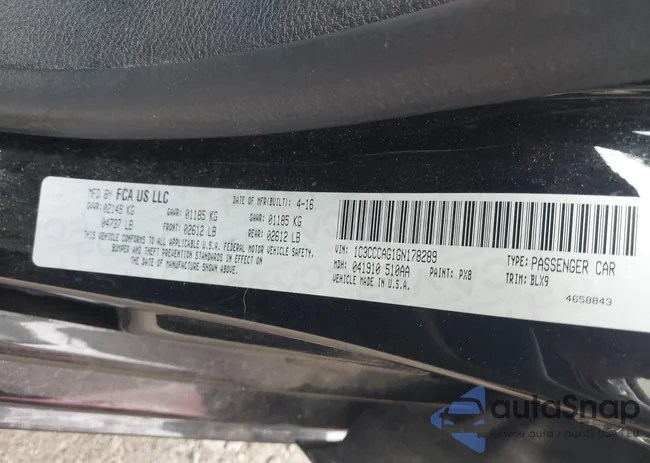 MFD BY FCA US LLC
DATE OF MFR(BUILT): 4-16
GAWR: 02149 KG
GAWR: 01185 KG
GAWR: 01185 KG
04737 LB
FRONT: 02612 LB
REAR: 02612 LB
THIS VEHICLE CONFORMS TO ALL APPLICABLE U.S.A. FEDERAL MOTOR VEHICLE SAFETY,
BUMPER AND THEFT PREVENTION STANDARDS IN EFFECT ON
THE DATE OF MANUFACTURE SHOWN ABOVE.
VIN: 1C3CCCAG1GN178289
TYPE: PASSENGER CAR
MDH: 041910 510AA
PAINT: PX8
TRIM: BLX9
VEHICLE MADE IN U.S.A.
4658843
autoSnap